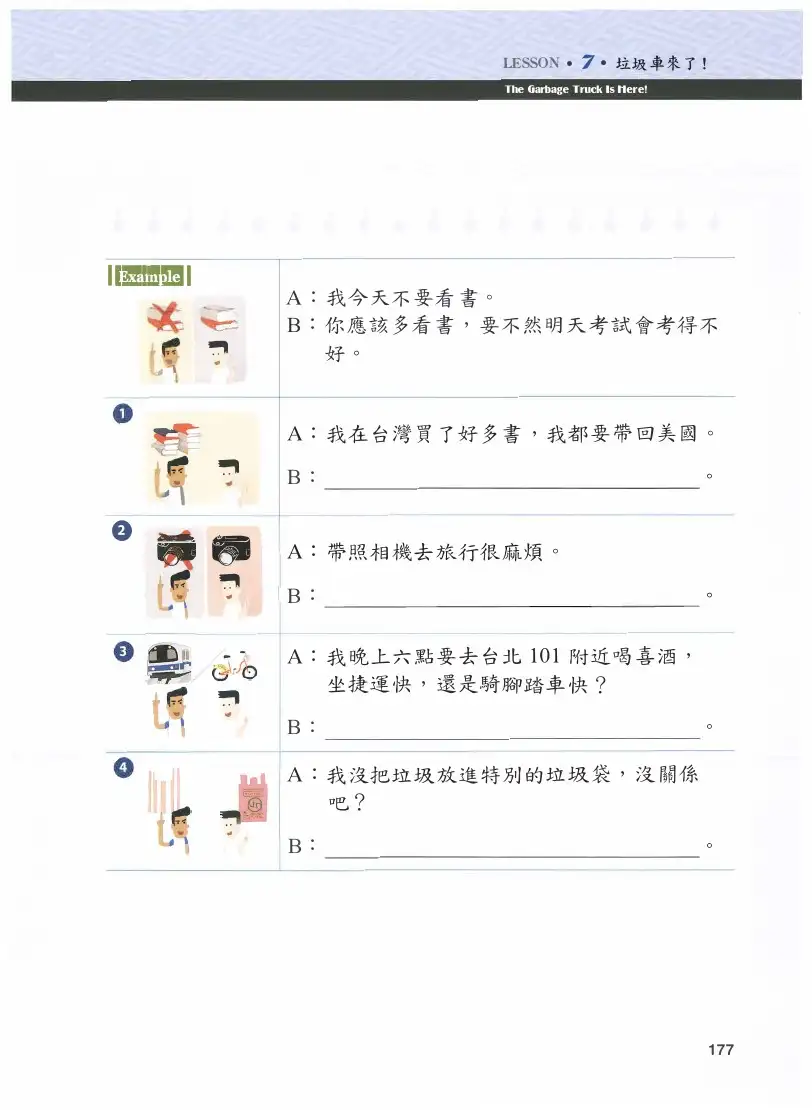 LESSON • 7 • 垃圾車來了!
The Garbage Truck Is Here!
Example
A:我今天不要看書。
B:你應該多看書,要不然明天考試會考得不
好。
1
A:我在台灣買了好多書,我都要帶回美國。
B:____________。
2
A:帶照相機去旅行很麻煩。
B:____________。
3
A:我晚上六點要去台北 101 附近喝喜酒,
坐捷運快,還是騎腳踏車快?
B:____________。
4
A:我沒把垃圾放進特別的垃圾袋,沒關係
吧?
B:____________。
177